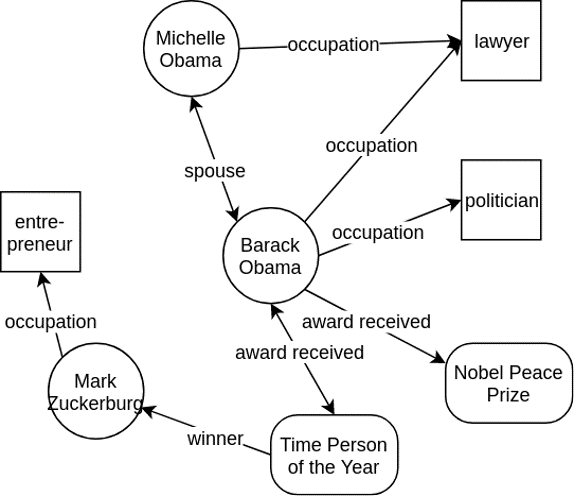 Michelle
Obama
occupation
lawyer
occupation
spouse
politician
entre-
preneur
occupation
Barack
Obama
occupation
award received
award received
Nobel Peace
Prize
Mark
Zuckerburg
winner
Time Person
of the Year